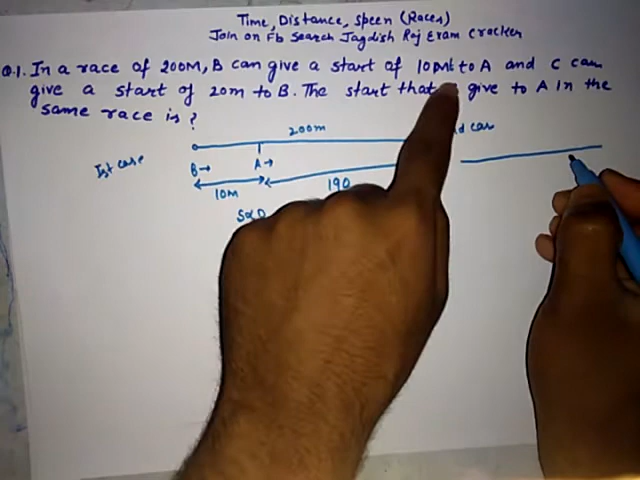 Time, Distance, Speen (Races)
Join on Fb Search Jagdish Raj Exam Cracker
Q.1. In a race of 200M, B can give a start of 10 to A and C can
give a start of 20m to B. The start that give to A in the
same race is?
200m
Ist case
B→
A→
10m
190